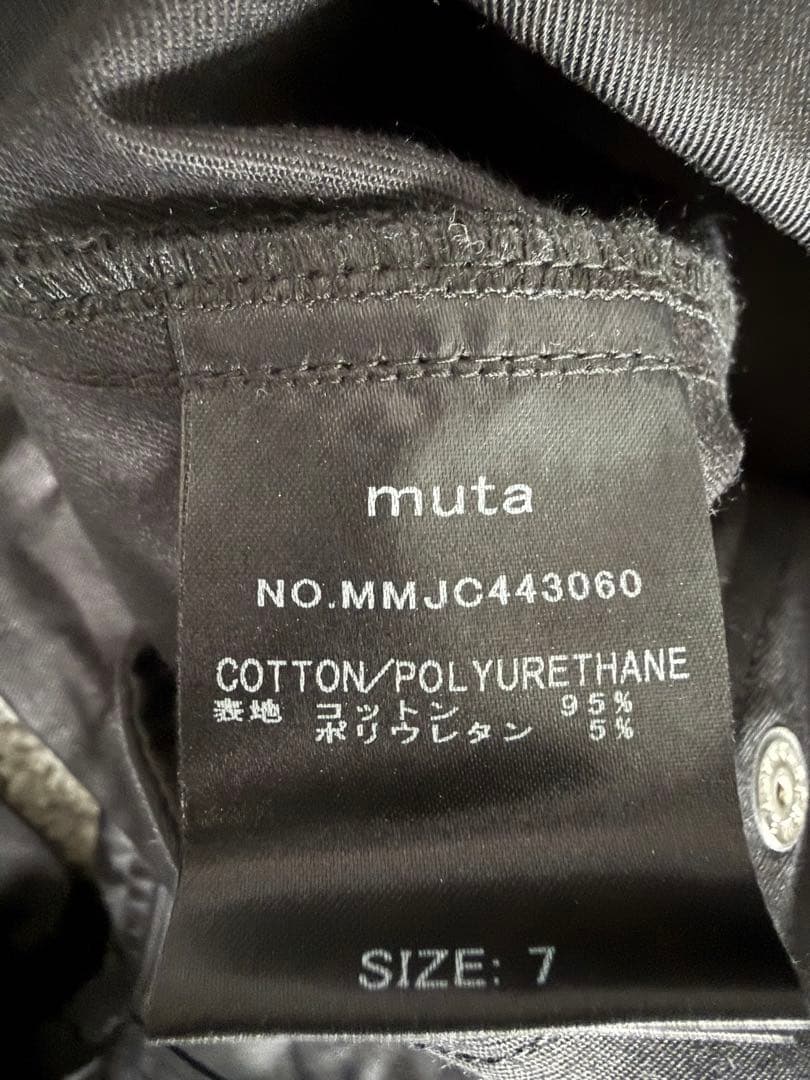 muta
NO.MMJC443060
COTTON/POLYURETHANE
表地 コットン 95%
ポリウレタン 5%
SIZE: 7